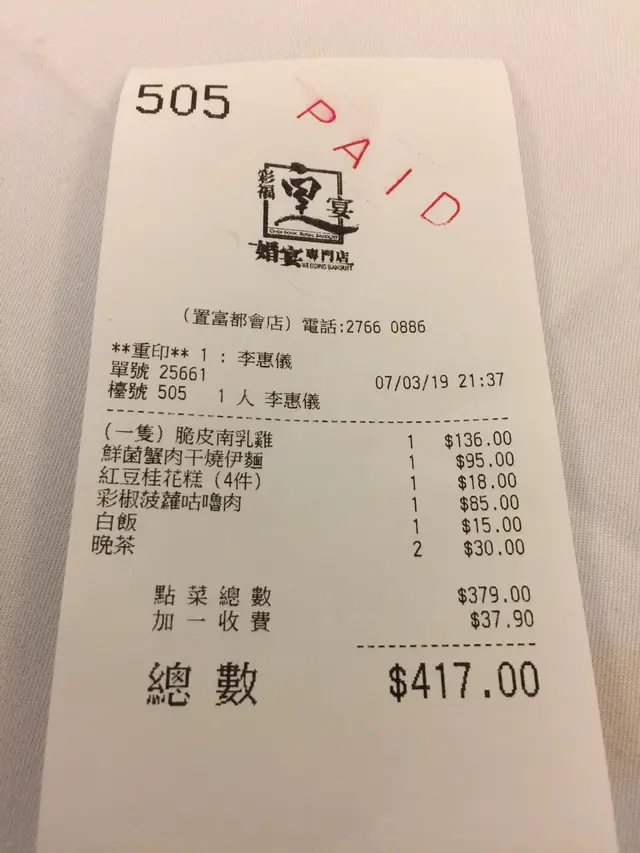 505
PAID
彩福
皇
宴
婚宴專門店
WEDDING BANQUET
(置富都會店) 電話:2766 0886
**重印** 1 : 李惠儀
單號 25661 07/03/19 21:37
檯號 505 1 人 李惠儀
(一隻) 脆皮南乳雞 1 $136.00
鮮菌蟹肉干燒伊麵 1 $95.00
紅豆桂花糕 (4件) 1 $18.00
彩椒菠蘿咕嚕肉 1 $85.00
白飯 1 $15.00
晚茶 2 $30.00
點菜總數 $379.00
加一收費 $37.90
總數 $417.00